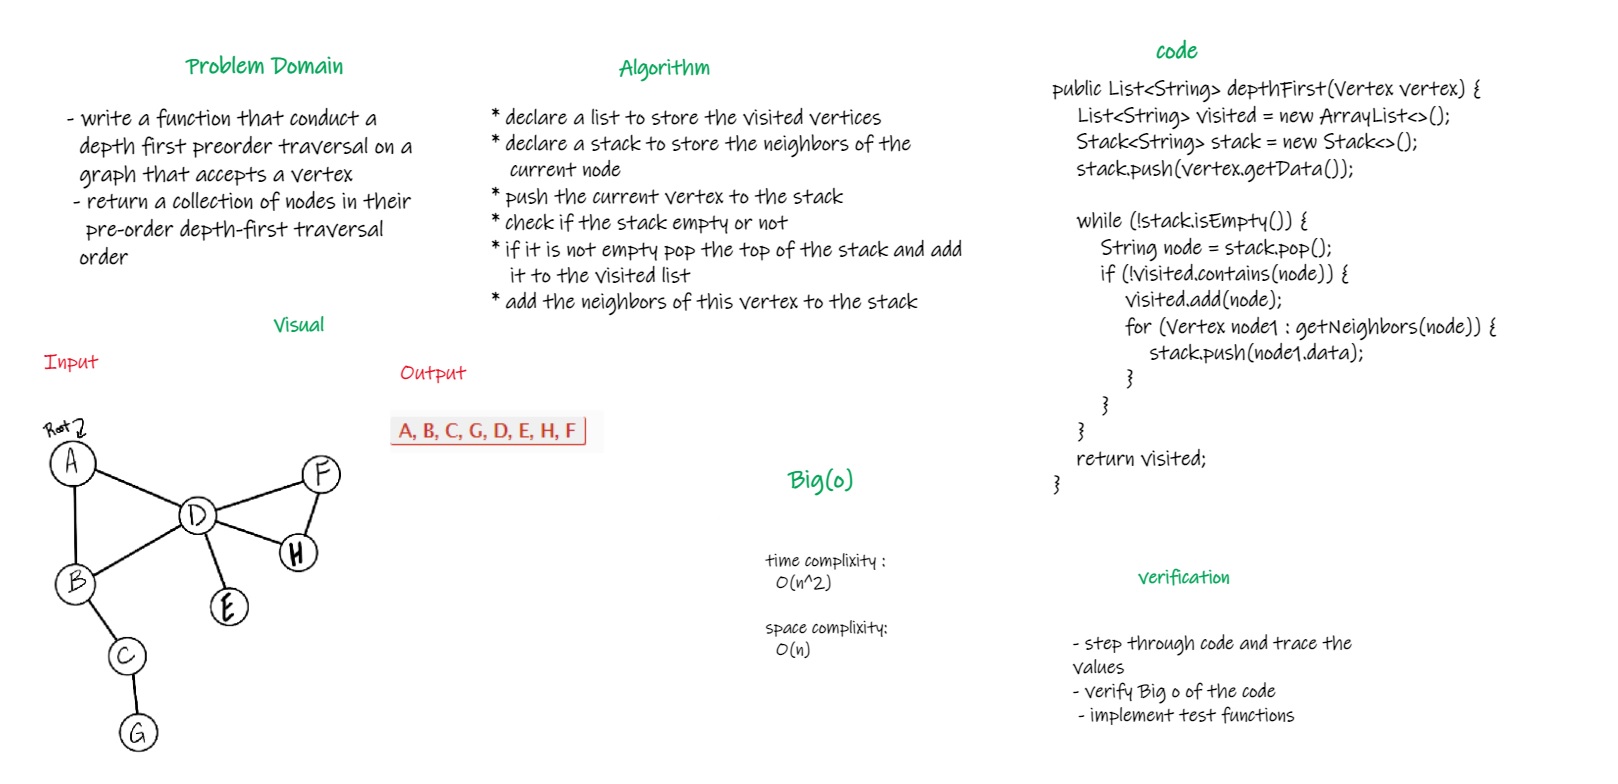 Problem Domain
- write a function that conduct a
depth first preorder traversal on a
graph that accepts a vertex
- return a collection of nodes in their
pre-order depth-first traversal
order
Algorithm
* declare a list to store the visited vertices
* declare a stack to store the neighbors of the
current node
* push the current vertex to the stack
* check if the stack empty or not
* if it is not empty pop the top of the stack and add
it to the visited list
* add the neighbors of this vertex to the stack
code
public List<String> depthFirst(Vertex vertex) {
List<String> visited = new ArrayList<>();
Stack<String> stack = new Stack<>();
stack.push(vertex.getData());
while (!stack.isEmpty()) {
String node = stack.pop();
if (!visited.contains(node)) {
visited.add(node);
for (Vertex node1 : getNeighbors(node)) {
stack.push(node1.data);
}
}
}
return visited;
}
Visual
Input
Root
A
F
D
H
B
E
C
G
Output
A, B, C, G, D, E, H, F
Big(o)
time complixity :
O(n^2)
space complixity:
O(n)
verification
- step through code and trace the
values
- verify Big o of the code
- implement test functions